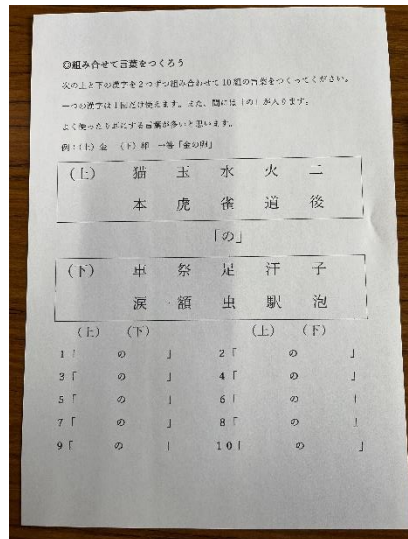 ◎組み合せて言葉をつくろう
次の上と下の漢字を2つずつ組み合わせて10組の言葉をつくってください。
一つの漢字は1回だけ使えます。また、間には「の」が入ります。
よく使ったり耳にする言葉が多いと思います。
例:(上)金 (下)卵 →答「金の卵」
(上) 猫 玉 水 火 二
本 虎 雀 道 後
「の」
(下) 車 祭 足 汗 子
涙 額 虫 駅 泡
(上) (下) (上) (下)
1「 の 」 2「 の 」
3「 の 」 4「 の 」
5「 の 」 6「 の 」
7「 の 」 8「 の 」
9「 の 」 10「 の 」